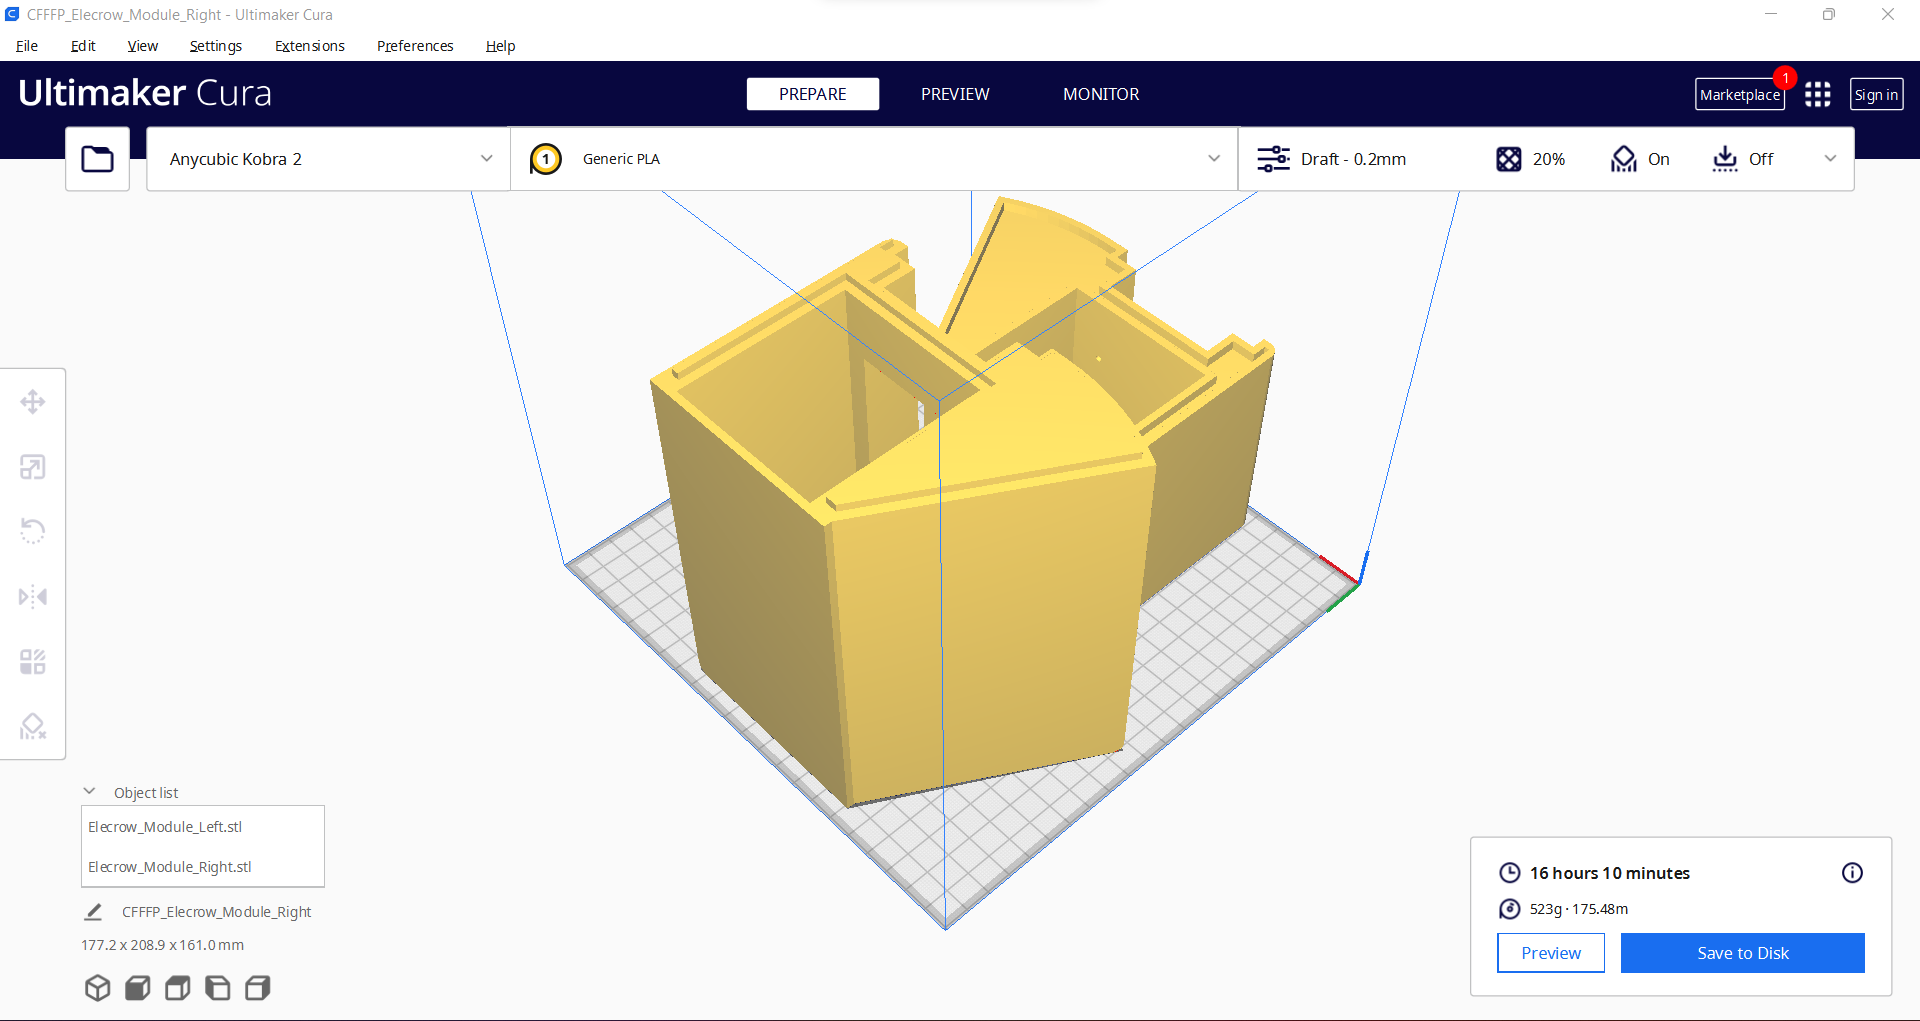 CFFFP_Elecrow_Module_Right - Ultimaker Cura
File Edit View Settings Extensions Preferences Help
Ultimaker Cura
PREPARE PREVIEW MONITOR
Marketplace 1 Sign in
Anycubic Kobra 2
1 Generic PLA
Draft - 0.2mm 20% On Off
Object list
Elecrow_Module_Left.stl
Elecrow_Module_Right.stl
CFFFP_Elecrow_Module_Right
177.2 x 208.9 x 161.0 mm
16 hours 10 minutes
523g · 175.48m
Preview Save to Disk